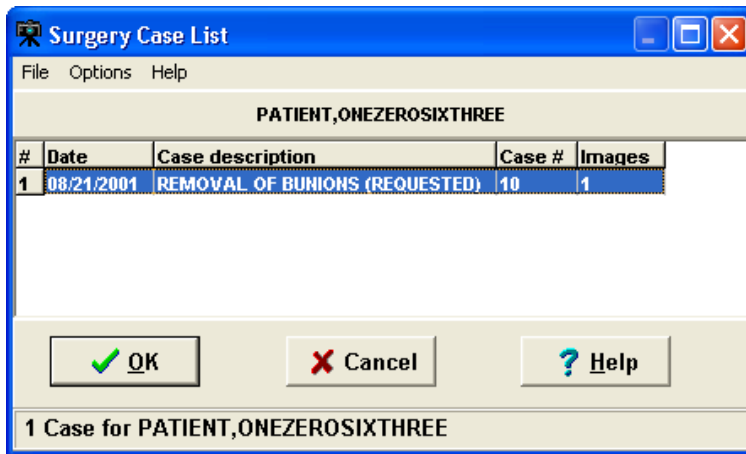 Surgery Case List
File Options Help
PATIENT,ONEZEROSIXTHREE
# Date Case description Case # Images
1 08/21/2001 REMOVAL OF BUNIONS (REQUESTED) 10 1
OK Cancel ? Help
1 Case for PATIENT,ONEZEROSIXTHREE